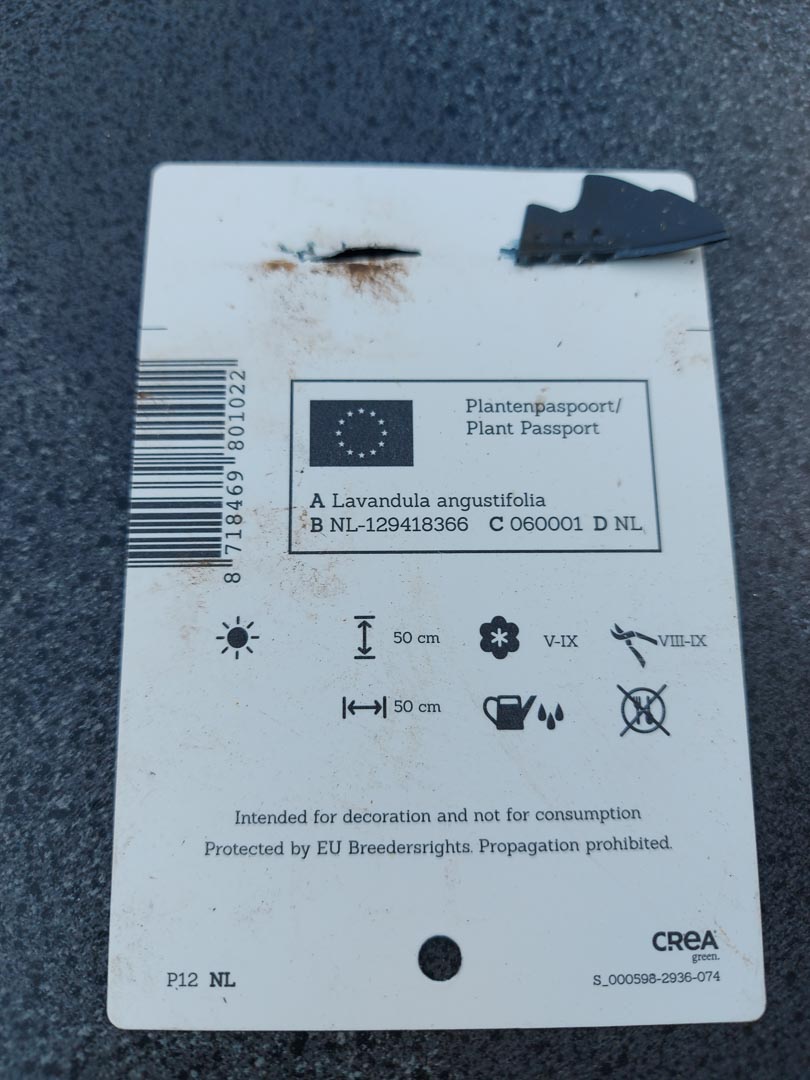 8 718469 801022
Plantenpaspoort/
Plant Passport
A Lavandula angustifolia
B NL-129418366 C 060001 D NL
50 cm
V-IX
VIII-IX
50 cm
Intended for decoration and not for consumption
Protected by EU Breedersrights. Propagation prohibited.
CREA
green.
P12 NL
S_000598-2936-074